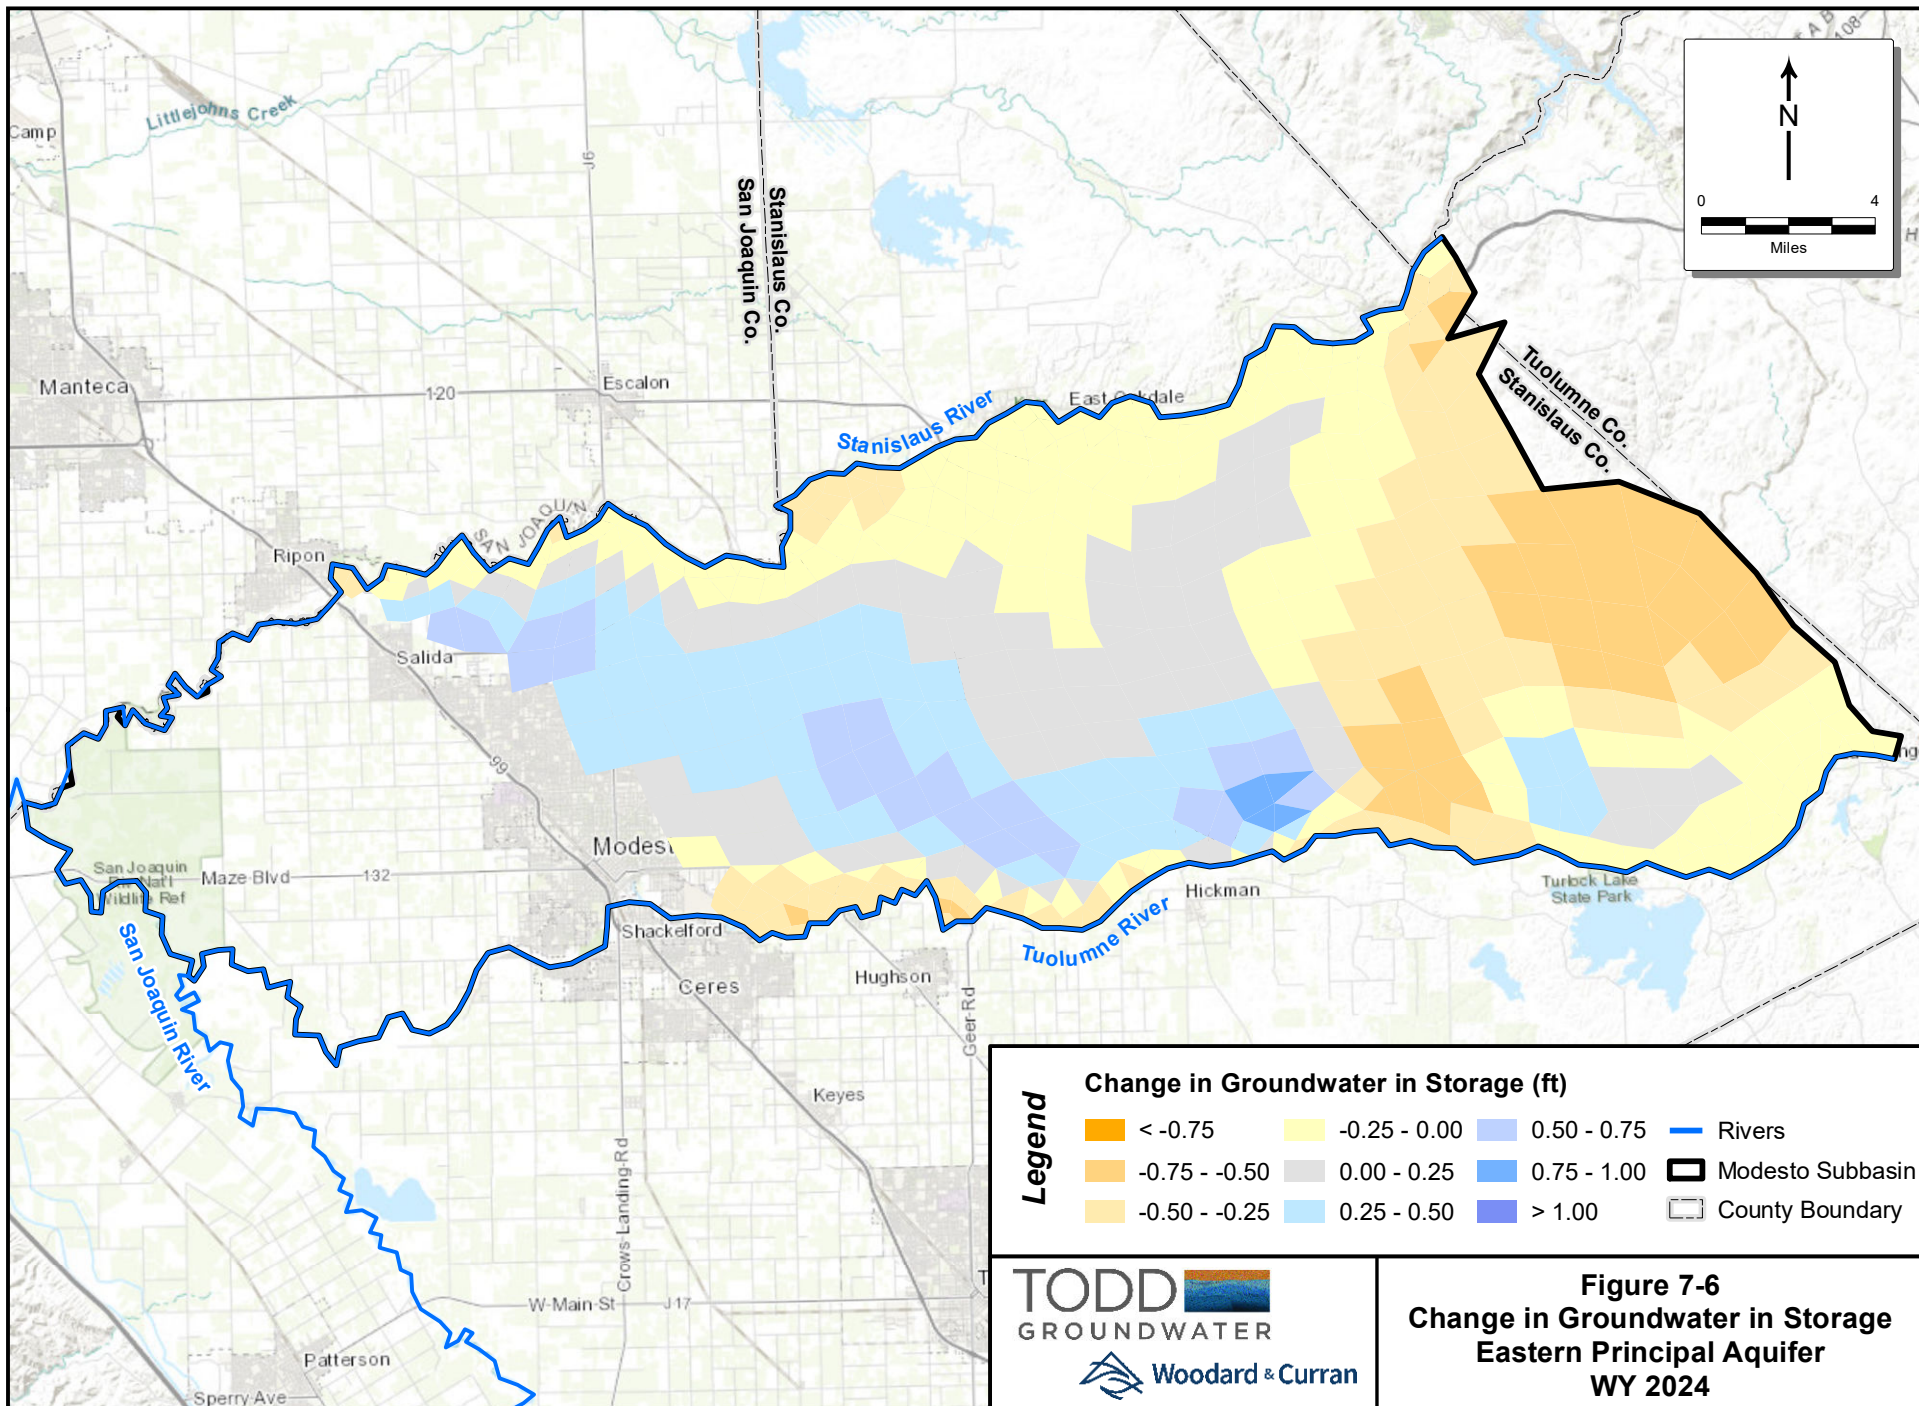 Littlejohns Creek
Camp
J6
San Joaquin Co.
Stanislaus Co.
108
N
0 4
Miles
H
Manteca
120
Escalon
East Oakdale
Stanislaus River
Tuolumne Co.
Stanislaus Co.
SAN JOAQUIN
Ripon
Salida
99
Modest
San Joaquin
Riv Nat'l
Wildlife Ref
Maze Blvd
132
Shackelford
Hickman
Turlock Lake
State Park
Tuolumne River
San Joaquin River
Ceres
Hughson
Geer Rd
Keyes
Crows Landing Rd
W Main St
J17
Patterson
Sperry Ave
T
Legend
Change in Groundwater in Storage (ft)
< -0.75
-0.75 - -0.50
-0.50 - -0.25
-0.25 - 0.00
0.00 - 0.25
0.25 - 0.50
0.50 - 0.75
0.75 - 1.00
> 1.00
Rivers
Modesto Subbasin
County Boundary
TODD
GROUNDWATER
Woodard & Curran
Figure 7-6
Change in Groundwater in Storage
Eastern Principal Aquifer
WY 2024